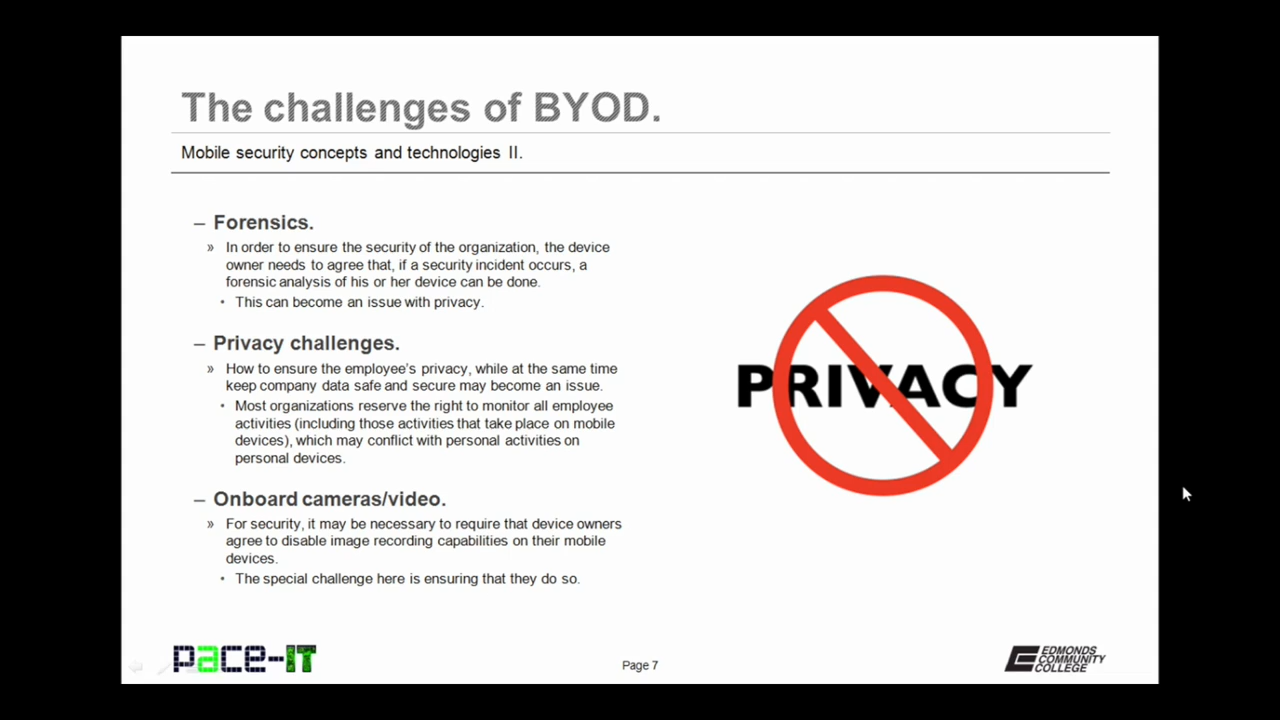 The challenges of BYOD.
Mobile security concepts and technologies II.
– Forensics.
» In order to ensure the security of the organization, the device
owner needs to agree that, if a security incident occurs, a
forensic analysis of his or her device can be done.
• This can become an issue with privacy.
– Privacy challenges.
» How to ensure the employee's privacy, while at the same time
keep company data safe and secure may become an issue.
• Most organizations reserve the right to monitor all employee
activities (including those activities that take place on mobile
devices), which may conflict with personal activities on
personal devices.
– Onboard cameras/video.
» For security, it may be necessary to require that device owners
agree to disable image recording capabilities on their mobile
devices.
• The special challenge here is ensuring that they do so.
PRIVACY
pace-IT
Page 7
EDMONDS
COMMUNITY
COLLEGE